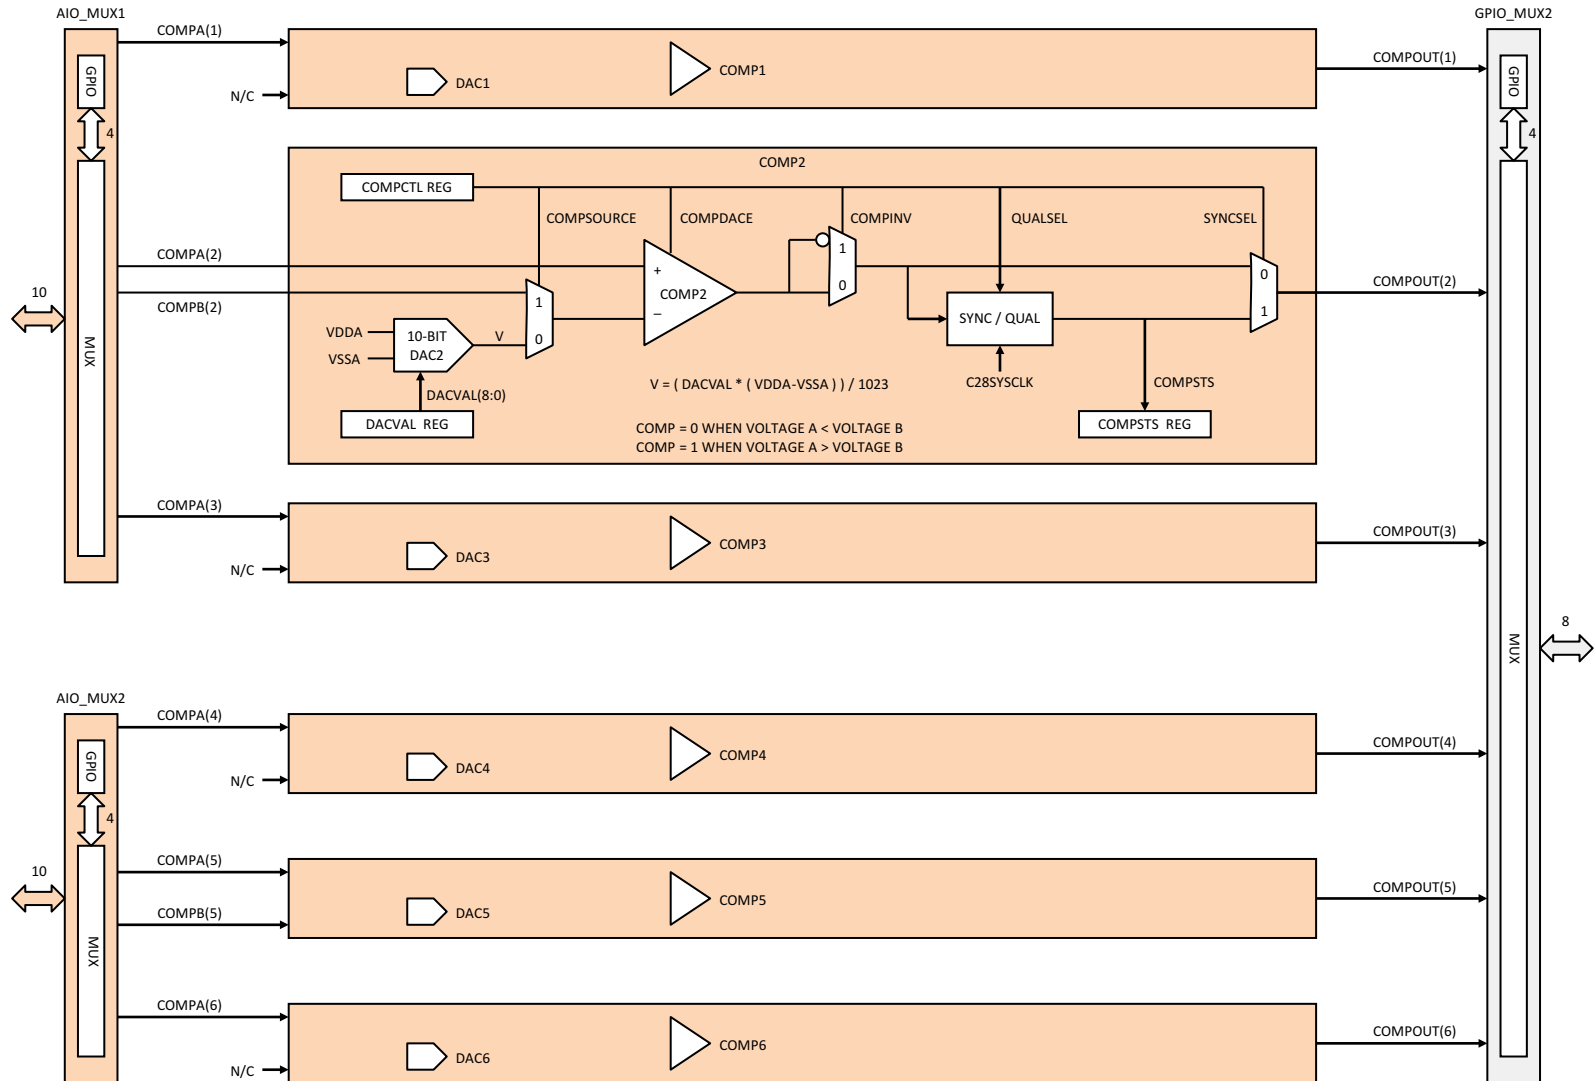 AIO_MUX1
GPIO_MUX2
COMPA(1)
N/C
DAC1
COMP1
COMPOUT(1)
GPIO
4
GPIO
4
COMP2
COMPCTL REG
COMPSOURCE
COMPDACE
COMPINV
QUALSEL
SYNCSEL
COMPA(2)
COMPB(2)
10
MUX
1
0
+
–
COMP2
1
0
SYNC / QUAL
0
1
COMPOUT(2)
VDDA
VSSA
10-BIT
DAC2
V
DACVAL(8:0)
DACVAL REG
V = ( DACVAL * ( VDDA-VSSA ) ) / 1023
C28SYSCLK
COMPSTS
COMPSTS REG
COMP = 0 WHEN VOLTAGE A < VOLTAGE B
COMP = 1 WHEN VOLTAGE A > VOLTAGE B
COMPA(3)
N/C
DAC3
COMP3
COMPOUT(3)
MUX
8
AIO_MUX2
COMPA(4)
N/C
DAC4
COMP4
COMPOUT(4)
GPIO
4
10
MUX
COMPA(5)
COMPB(5)
DAC5
COMP5
COMPOUT(5)
COMPA(6)
N/C
DAC6
COMP6
COMPOUT(6)